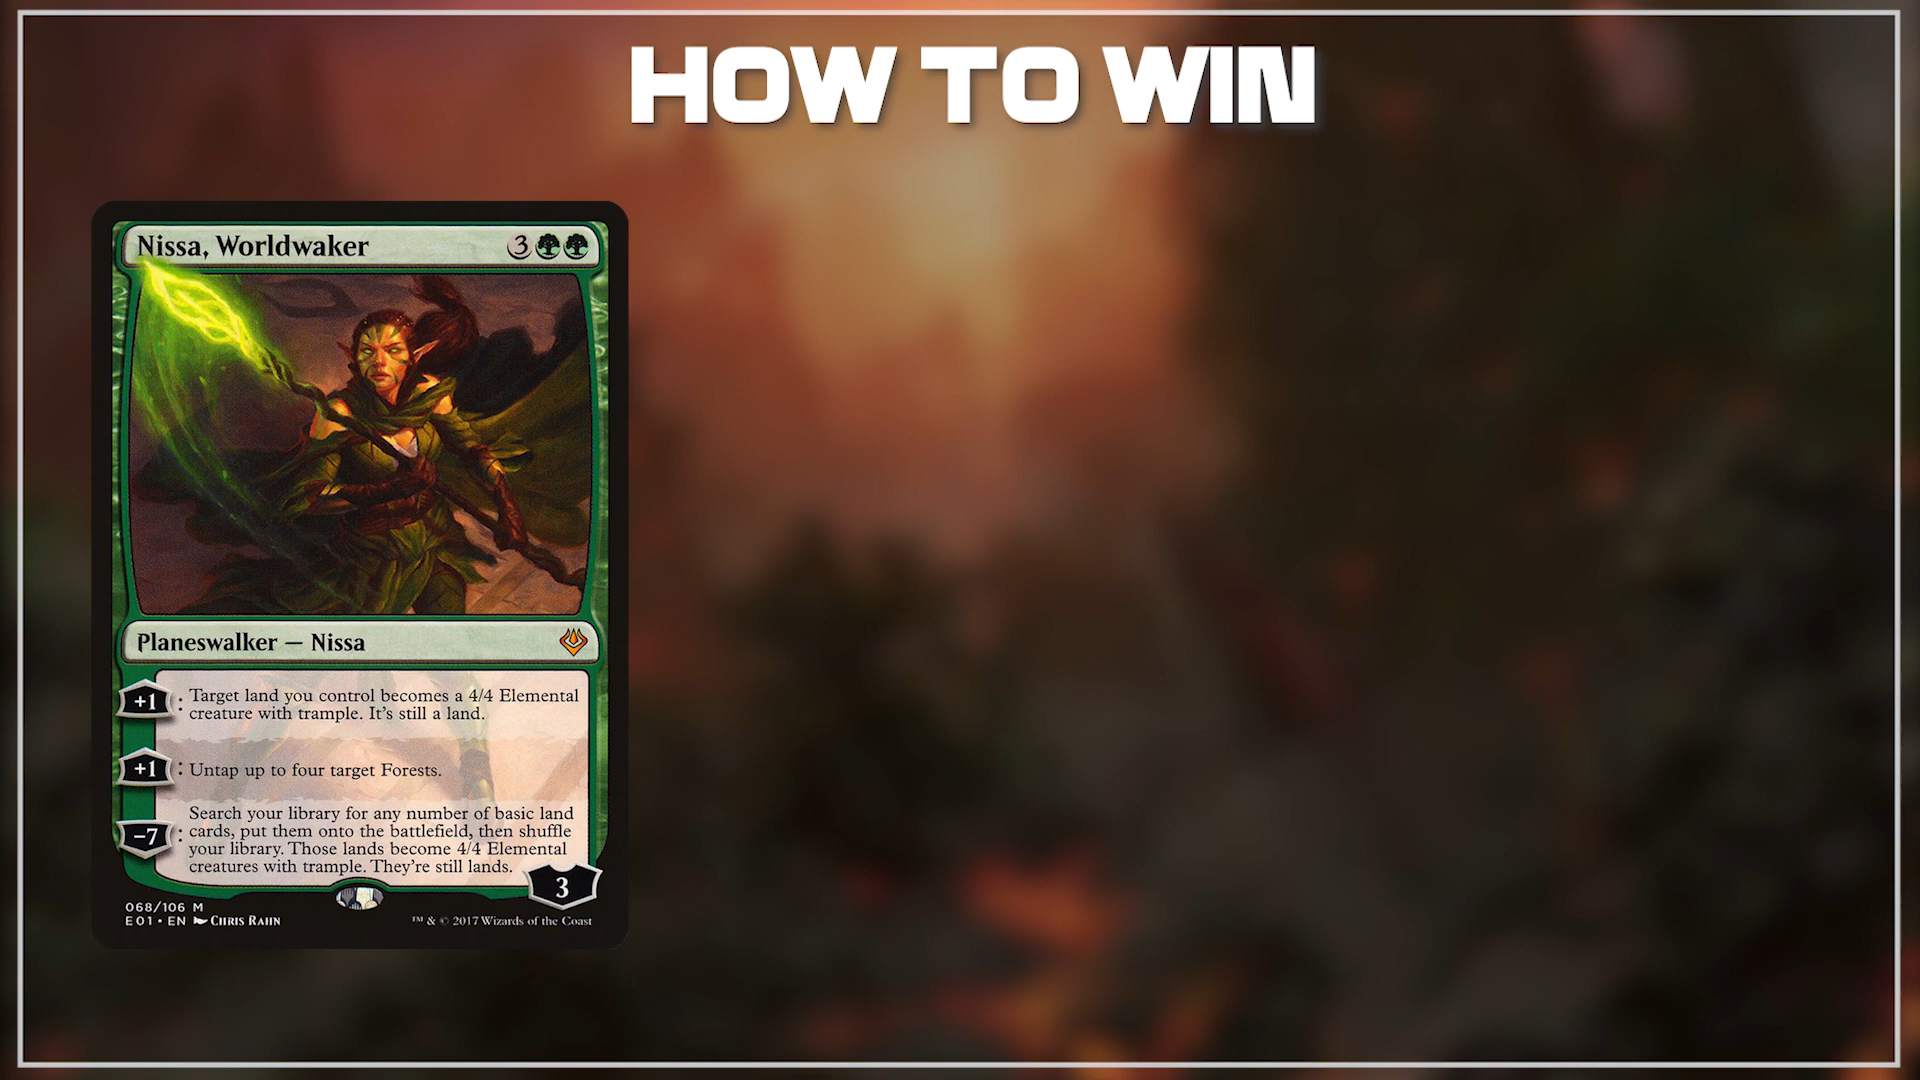 HOW TO WIN
Nissa, Worldwaker 3
Planeswalker — Nissa
+1 : Target land you control becomes a 4/4 Elemental
creature with trample. It's still a land.
+1 : Untap up to four target Forests.
Search your library for any number of basic land
−7 : cards, put them onto the battlefield, then shuffle
your library. Those lands become 4/4 Elemental
creatures with trample. They're still lands.
3
068/106 M
E01 • EN Chris Rahn
™ & © 2017 Wizards of the Coast